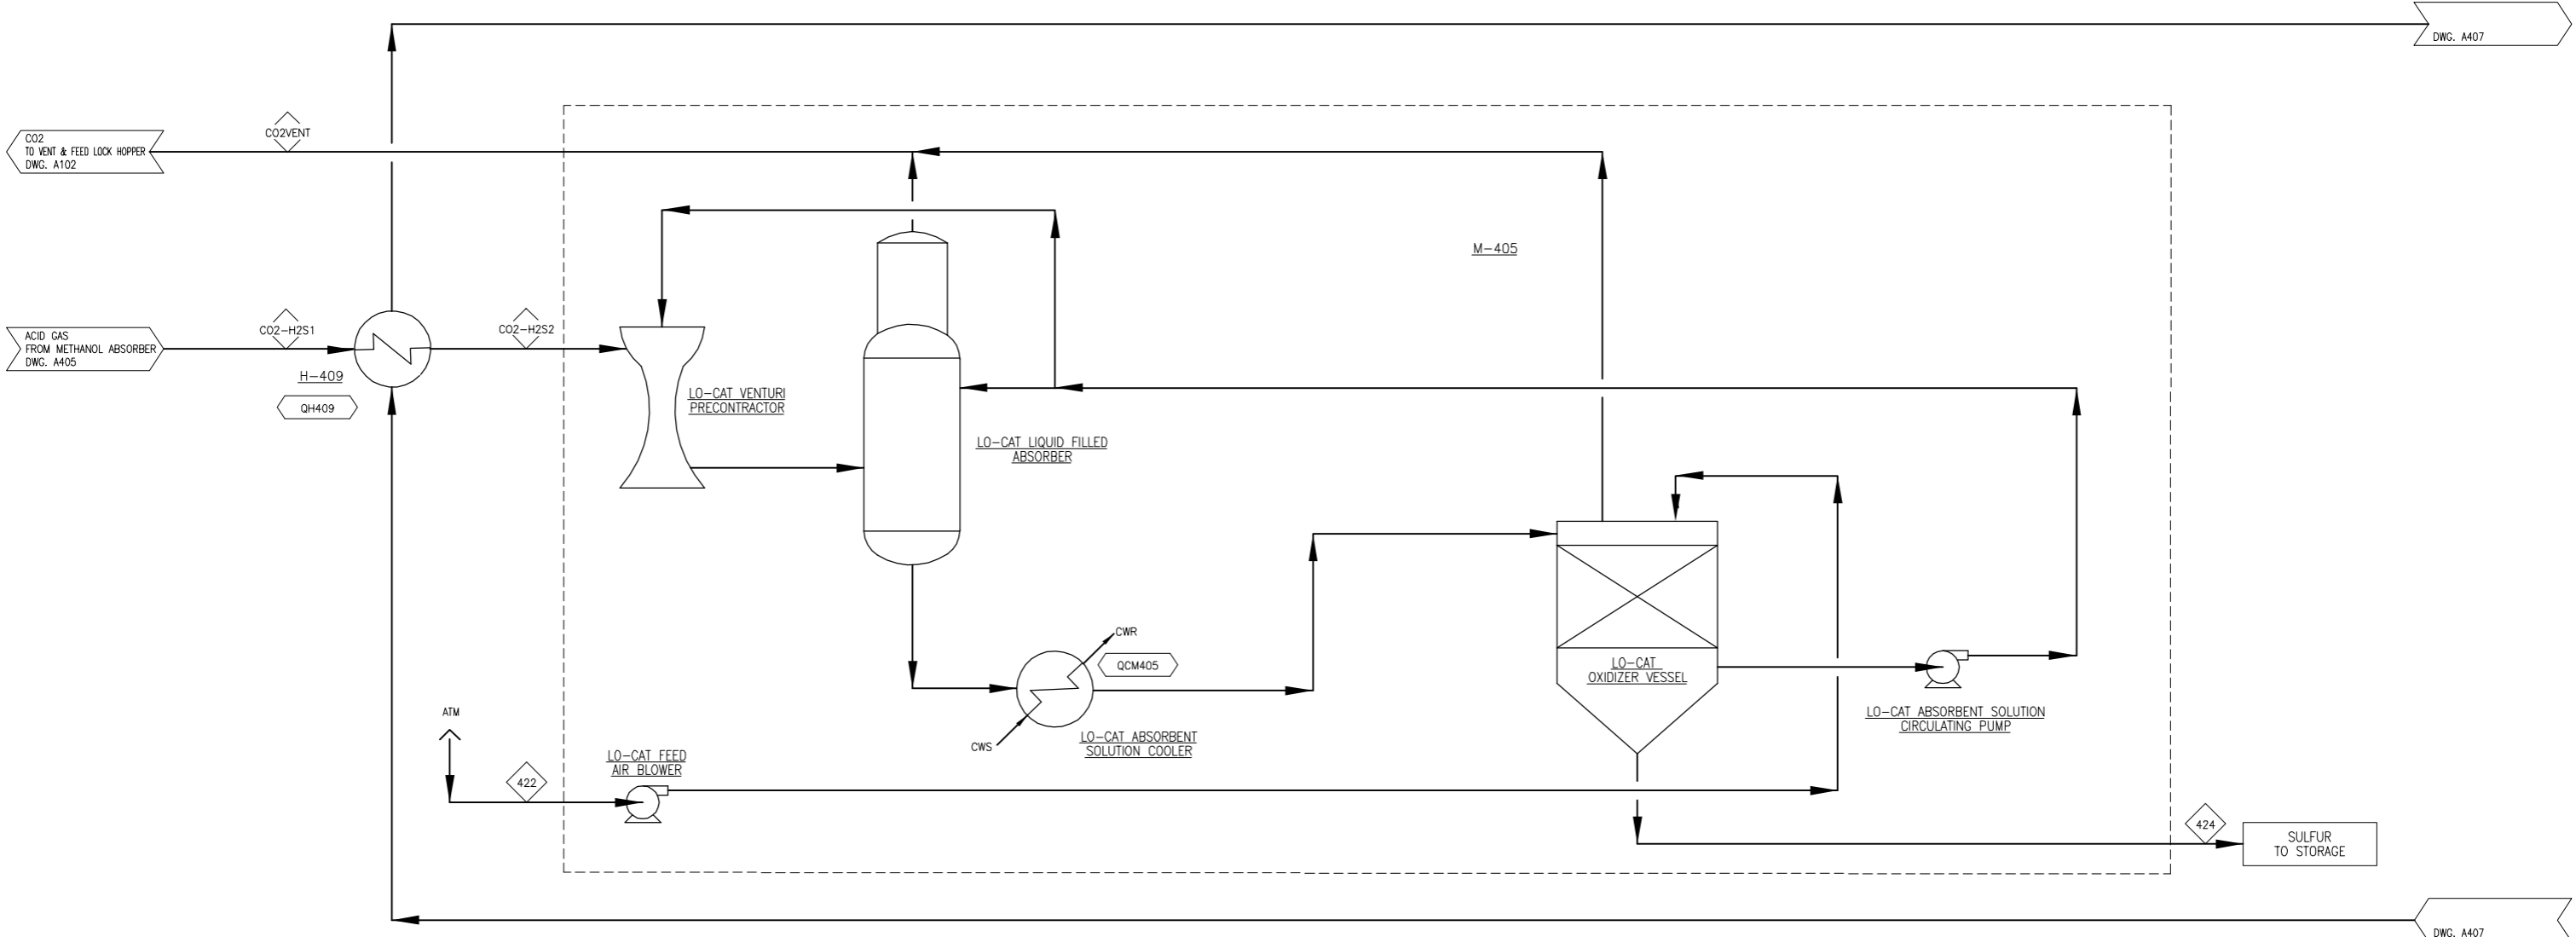 DWG. A407
CO2
TO VENT & FEED LOCK HOPPER
DWG. A102
CO2VENT
M-405
ACID GAS
FROM METHANOL ABSORBER
DWG. A405
CO2-H2S1
CO2-H2S2
H-409
QH409
LO-CAT VENTURI
PRECONTRACTOR
LO-CAT LIQUID FILLED
ABSORBER
CWR
QCM405
CWS
LO-CAT ABSORBENT
SOLUTION COOLER
LO-CAT
OXIDIZER VESSEL
LO-CAT ABSORBENT SOLUTION
CIRCULATING PUMP
ATM
422
LO-CAT FEED
AIR BLOWER
424
SULFUR
TO STORAGE
DWG. A407